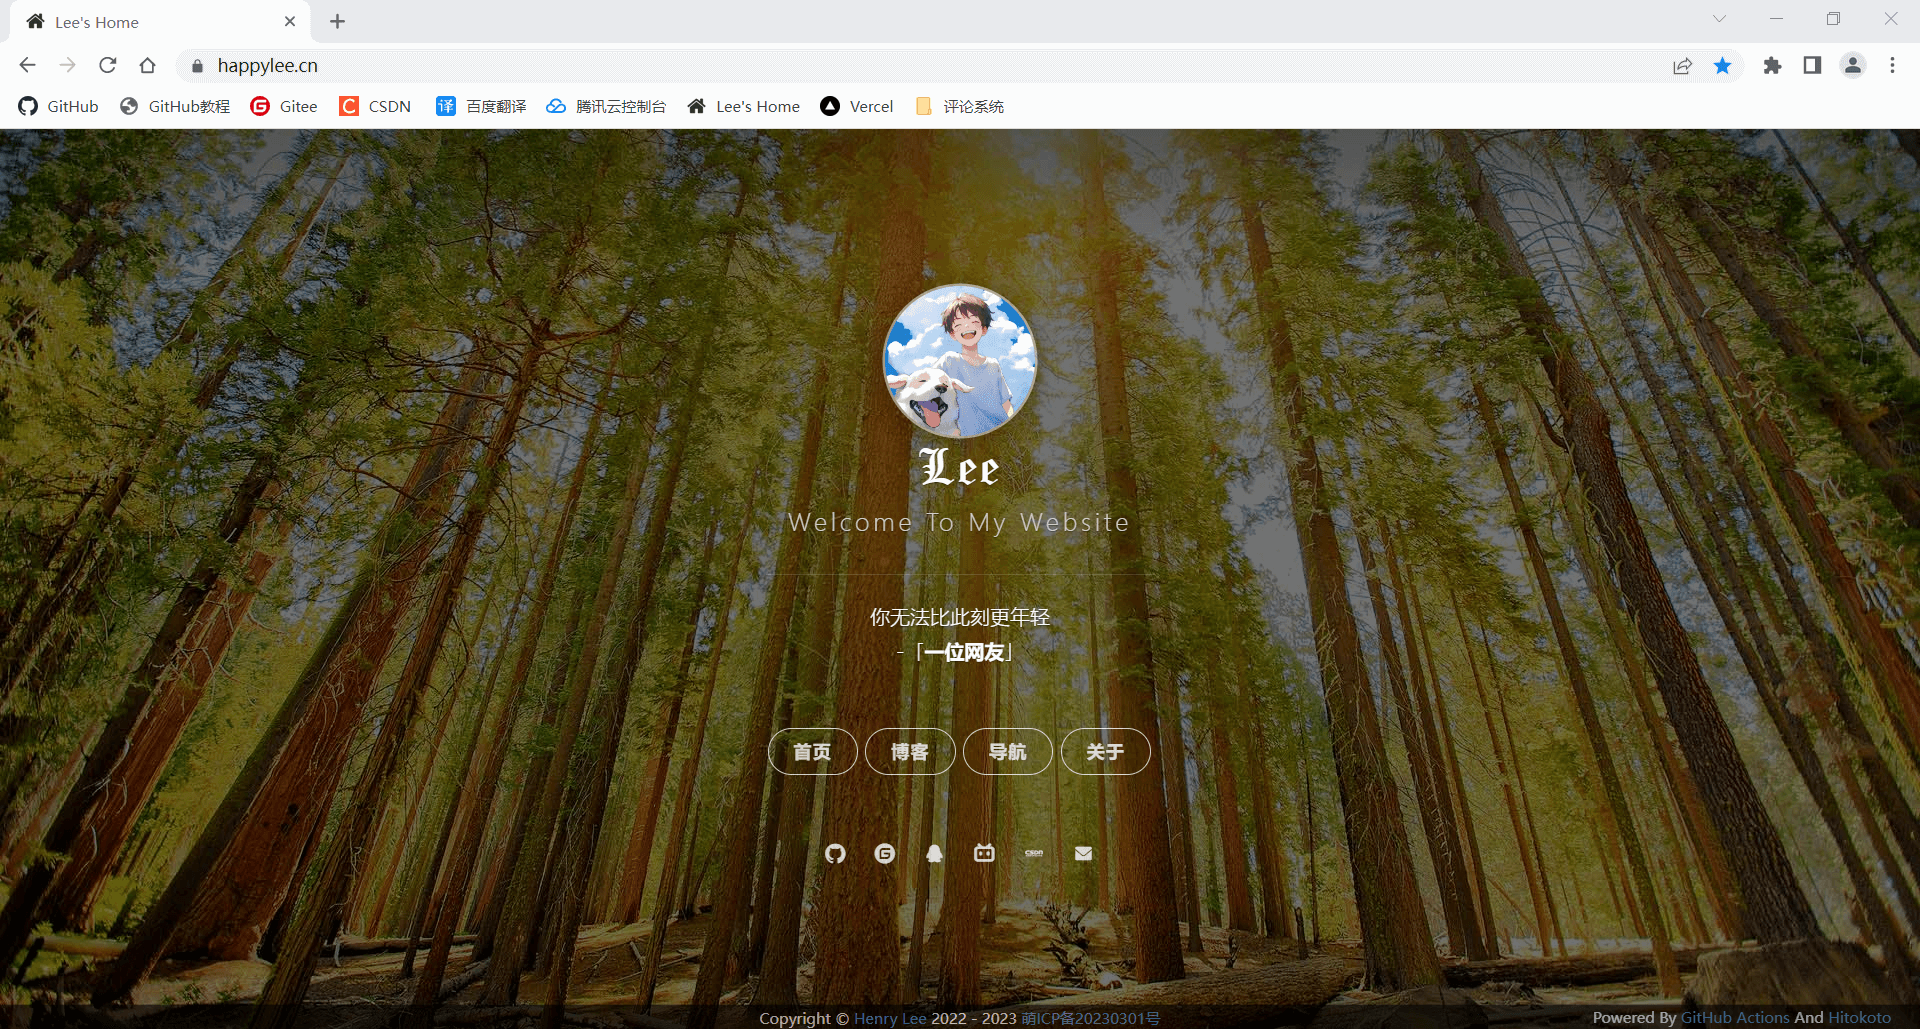 Lee's Home
happylee.cn
GitHub GitHub教程 Gitee CSDN 百度翻译 腾讯云控制台 Lee's Home Vercel 评论系统
Lee
Welcome To My Website
你无法比此刻更年轻
-「一位网友」
首页 博客 导航 关于
CSDN
Copyright © Henry Lee 2022 - 2023 萌ICP备20230301号
Powered By GitHub Actions And Hitokoto